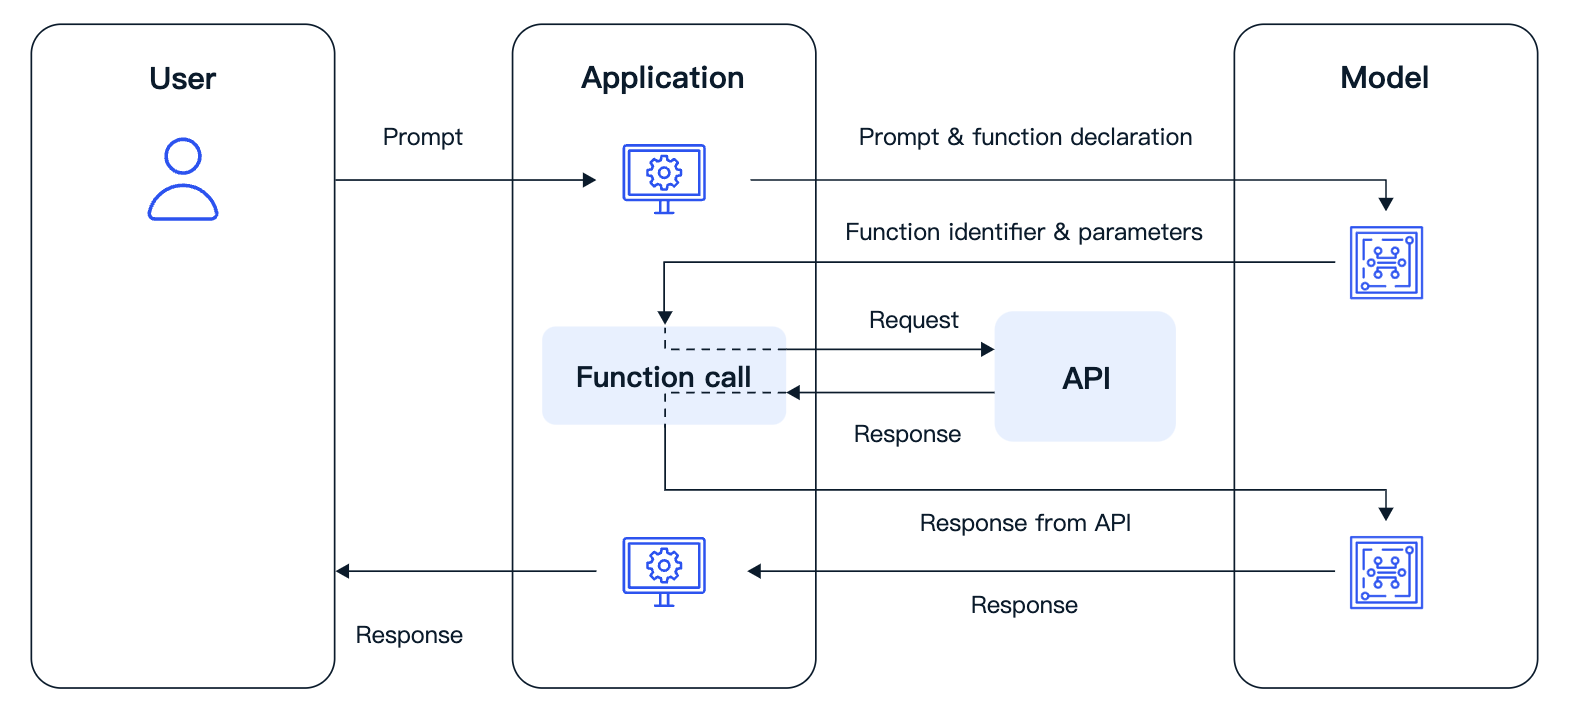 User
Application
Model
Prompt
Prompt & function declaration
Function identifier & parameters
Request
Function call
API
Response
Response from API
Response
Response